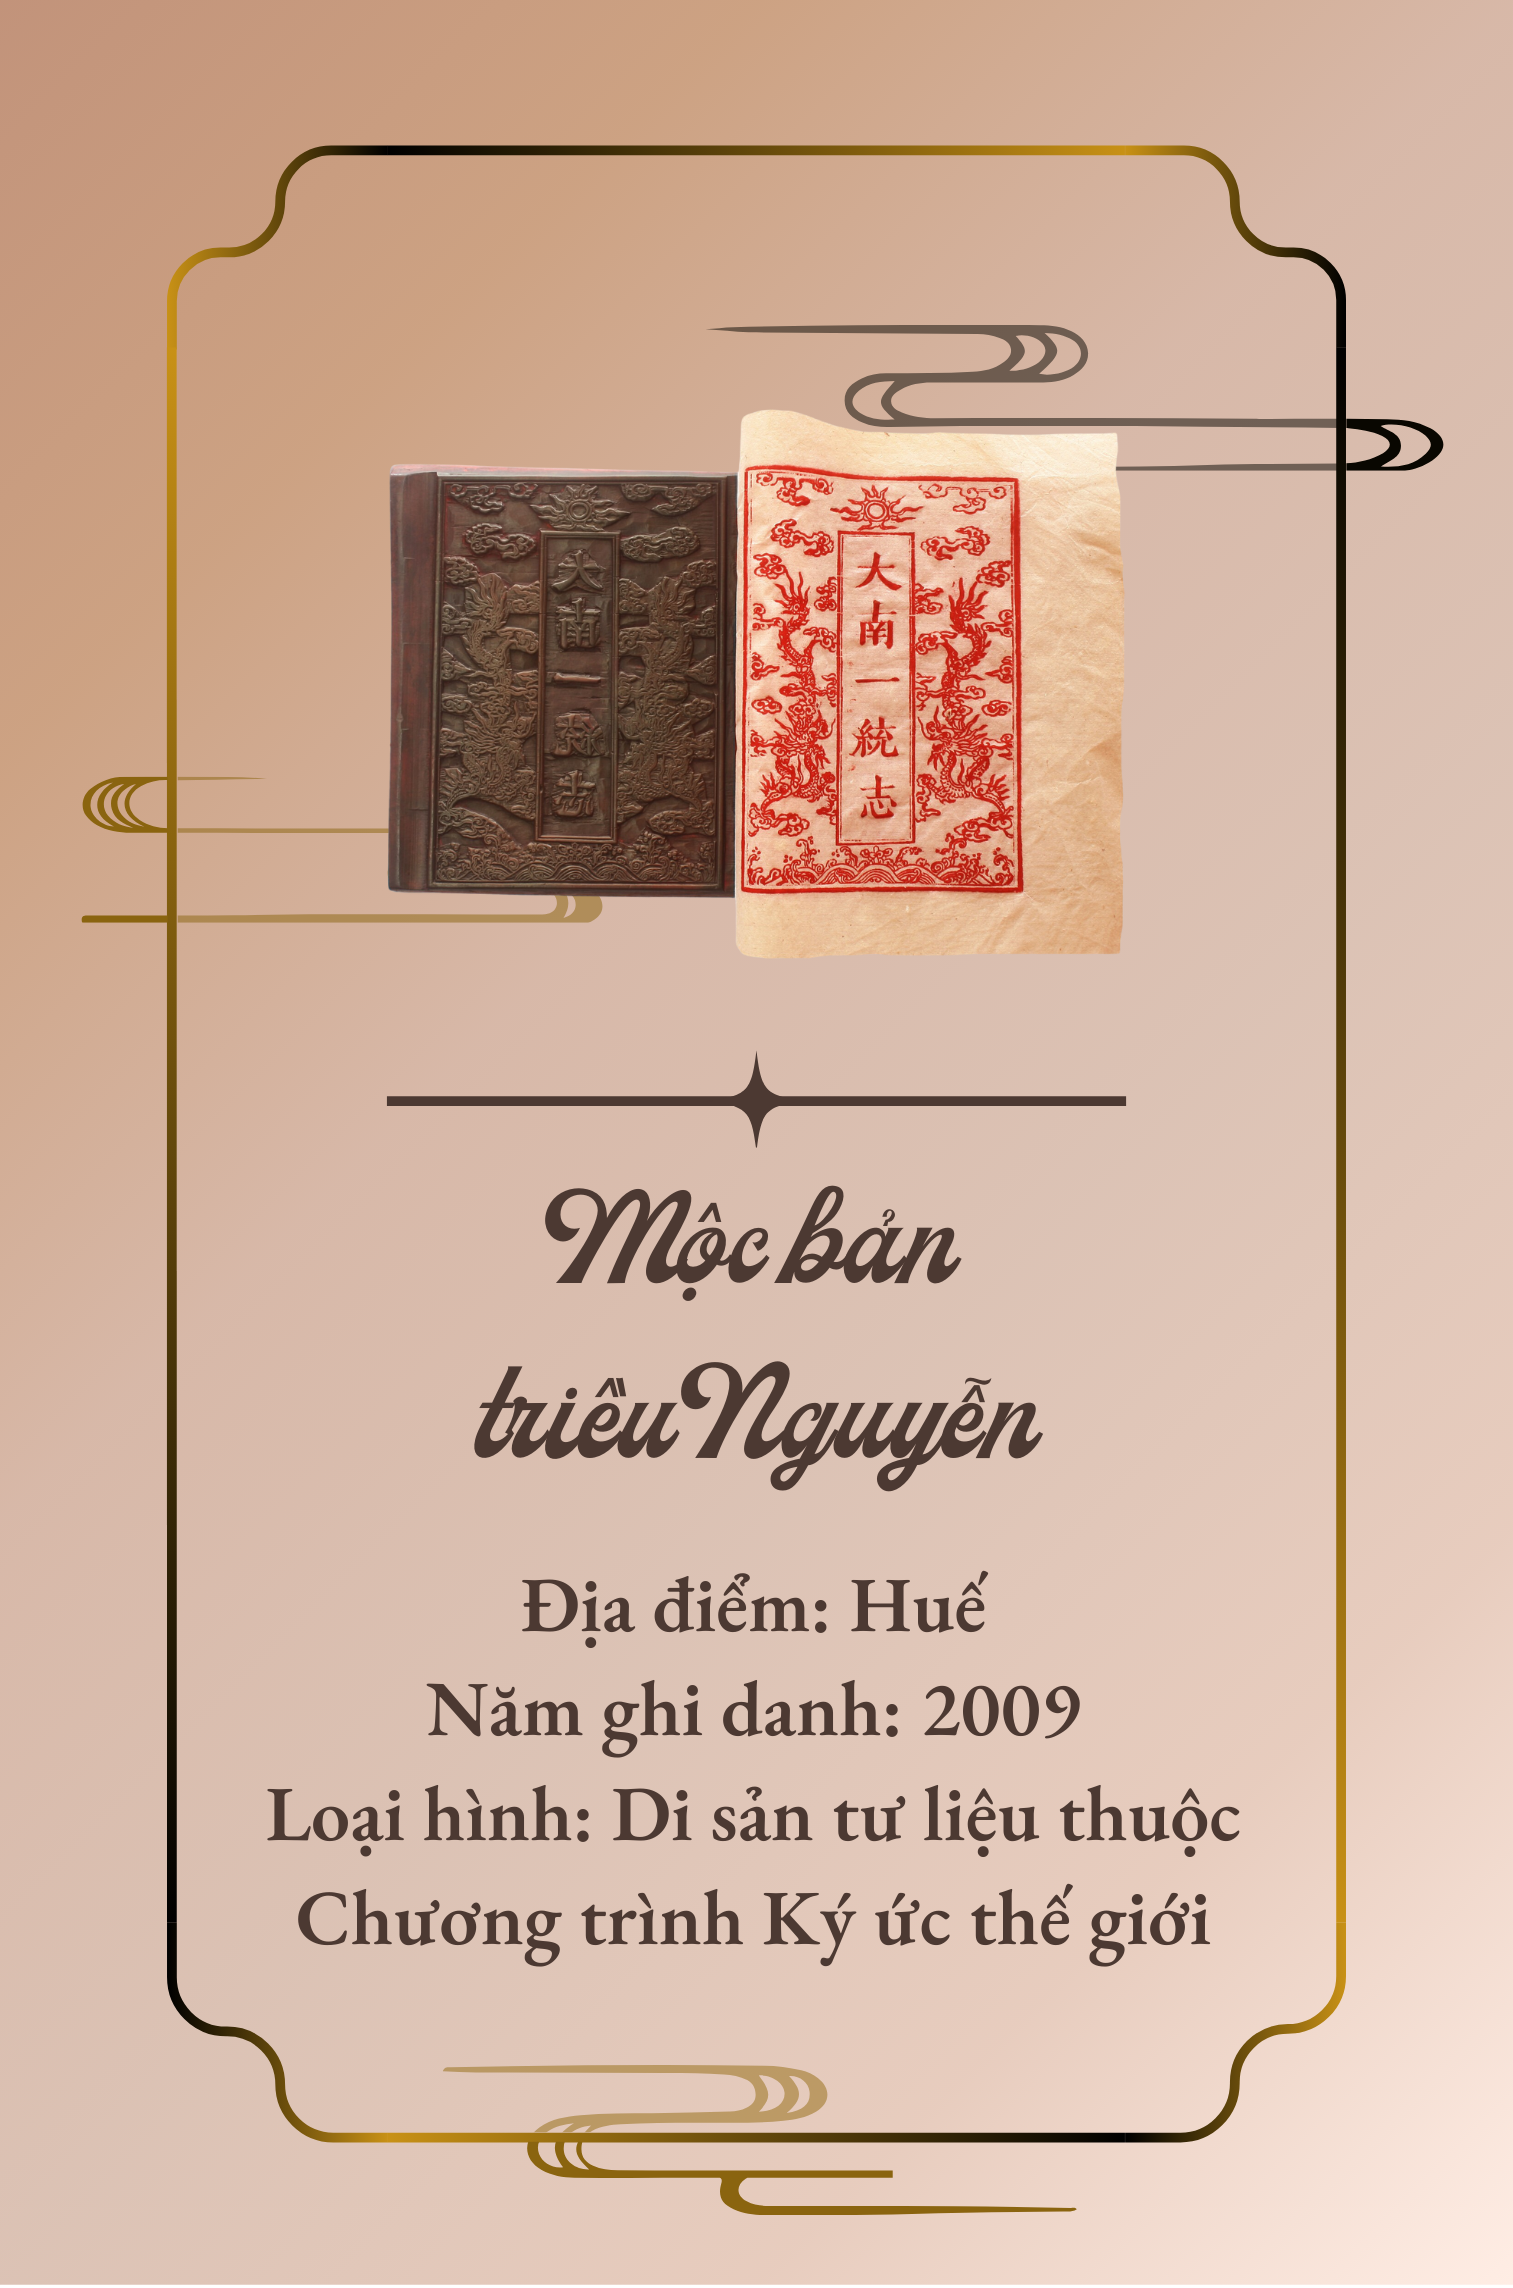 大南一統志
大南一統志
Mộc bản
triều Nguyễn
Địa điểm: Huế
Năm ghi danh: 2009
Loại hình: Di sản tư liệu thuộc
Chương trình Ký ức thế giới